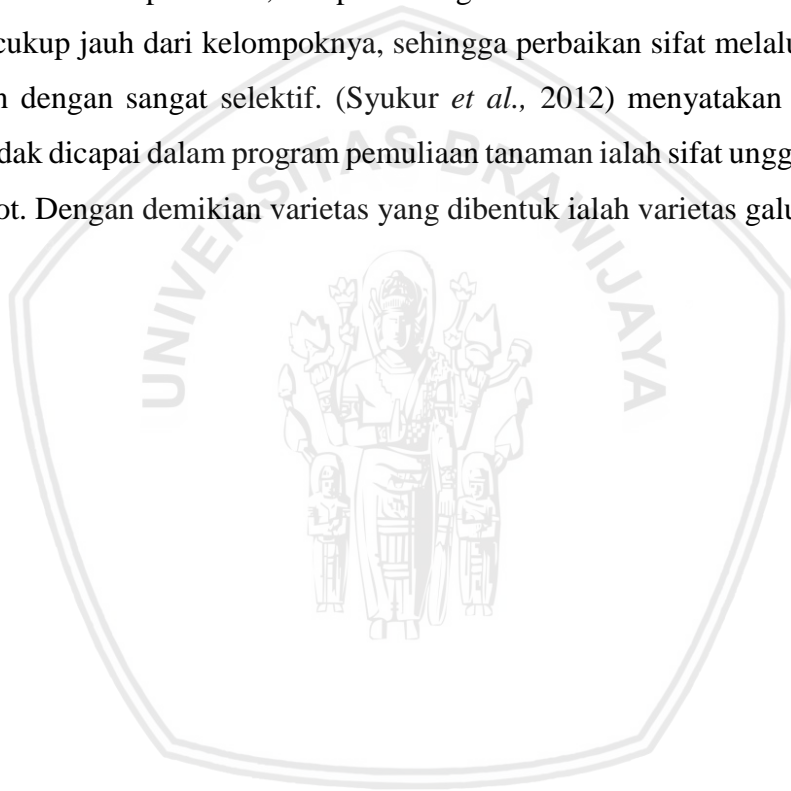 cukup jauh dari kelompoknya, sehingga perbaikan sifat melalu
dengan sangat selektif. (Syukur et al., 2012) menyatakan
dak dicapai dalam program pemuliaan tanaman ialah sifat ungg
ot. Dengan demikian varietas yang dibentuk ialah varietas galu
UNIVERSITAS BRAWIJAYA